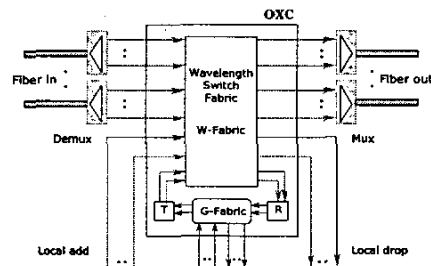 OXC
Fiber in
Wavelength
Switch
Fabric
W-Fabric
Fiber out
Demux
Mux
T
G-Fabric
R
Local add
Local drop